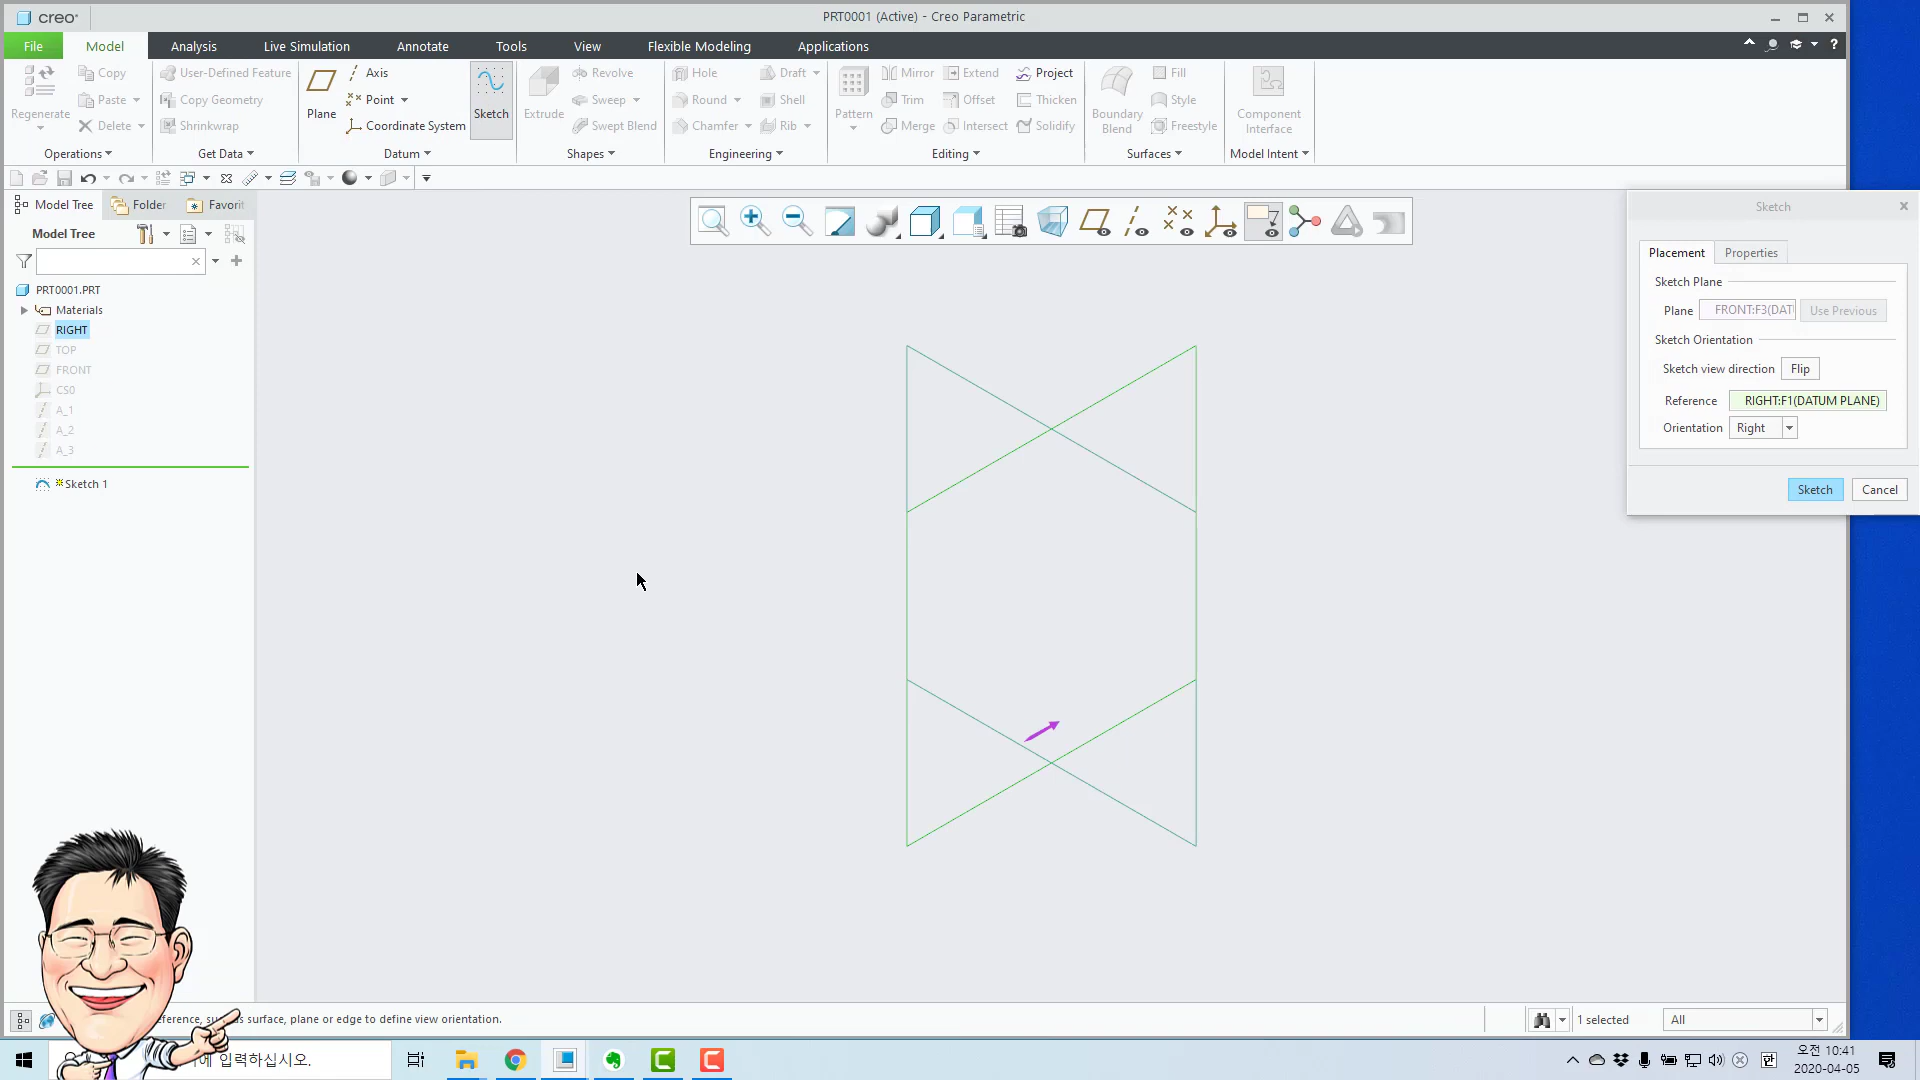 creo
PRT0001 (Active) - Creo Parametric
File Model Analysis Live Simulation Annotate Tools View Flexible Modeling Applications
Regenerate
Copy
Paste
Delete
Operations
User-Defined Feature
Copy Geometry
Shrinkwrap
Get Data
Plane
Axis
Point
Coordinate System
Datum
Sketch
Extrude
Revolve
Sweep
Swept Blend
Shapes
Hole
Round
Chamfer
Draft
Shell
Rib
Engineering
Pattern
Mirror
Trim
Merge
Extend
Offset
Intersect
Project
Thicken
Solidify
Editing
Boundary
Blend
Fill
Style
Freestyle
Surfaces
Component
Interface
Model Intent
Model Tree Folder Favorit
Model Tree
PRT0001.PRT
Materials
RIGHT
TOP
FRONT
CS0
A_1
A_2
A_3
Sketch 1
Sketch
Placement Properties
Sketch Plane
Plane FRONT:F3(DAT Use Previous
Sketch Orientation
Sketch view direction Flip
Reference RIGHT:F1(DATUM PLANE)
Orientation Right
Sketch Cancel
surface, plane or edge to define view orientation.
1 selected All
입력하십시오.
오전 10:41
2020-04-05